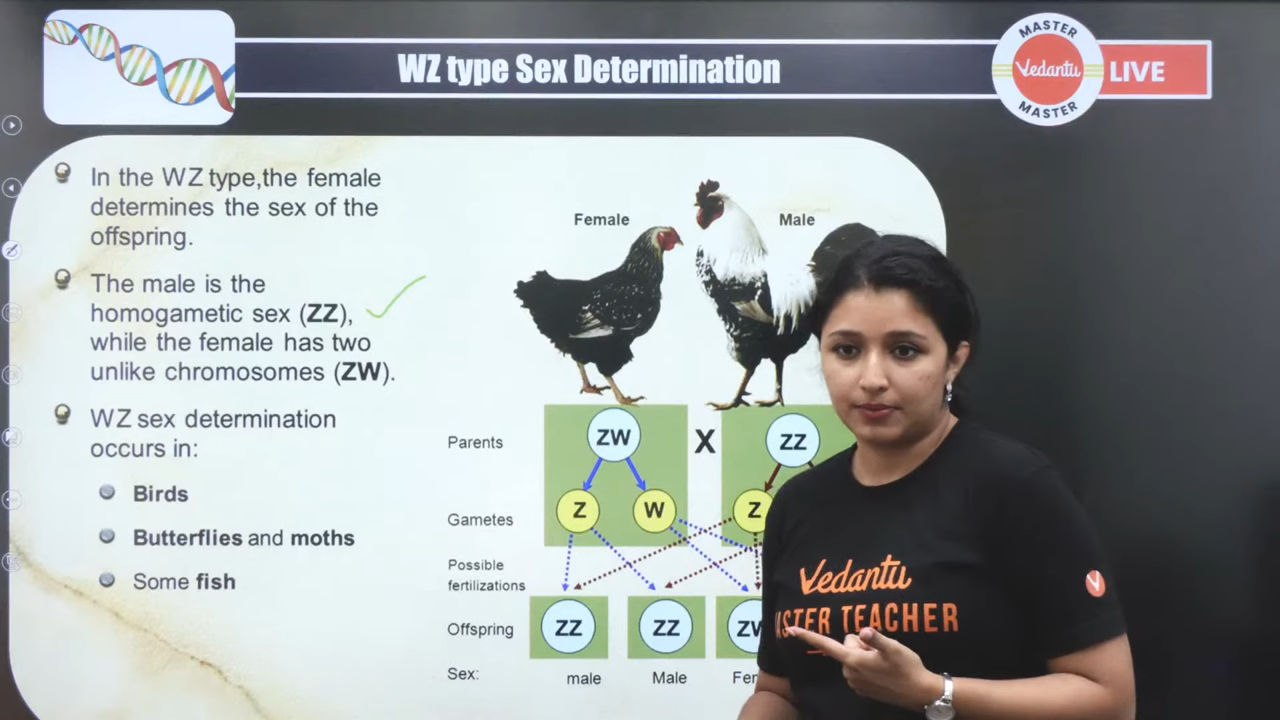 WZ type Sex Determination
MASTER
Vedantu
MASTER
LIVE
In the WZ type,the female
determines the sex of the
offspring.
The male is the
homogametic sex (ZZ),
while the female has two
unlike chromosomes (ZW).
WZ sex determination
occurs in:
Birds
Butterflies and moths
Some fish
Female
Male
Parents
ZW
X
ZZ
Gametes
Z
W
Z
Possible
fertilizations
Offspring
ZZ
ZZ
Sex:
male
Male
Vedantu
TEACHER
V